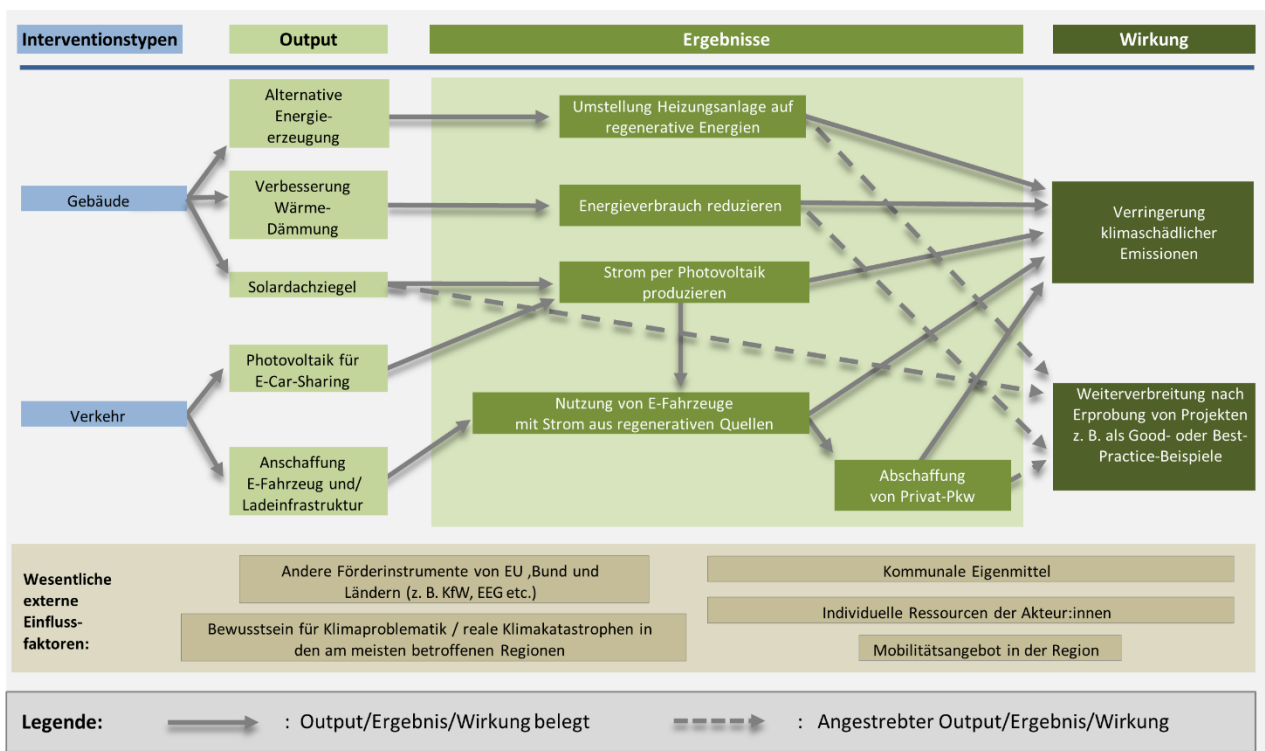 Interventionstypen
Output
Ergebnisse
Wirkung
Alternative
Energie-
erzeugung
Umstellung Heizungsanlage auf
regenerative Energien
Gebäude
Verbesserung
Wärme-
Dämmung
Energieverbrauch reduzieren
Verringerung
klimaschädlicher
Emissionen
Solardachziegel
Strom per Photovoltaik
produzieren
Photovoltaik für
E-Car-Sharing
Verkehr
Nutzung von E-Fahrzeuge
mit Strom aus regenerativen Quellen
Weiterverbreitung nach
Erprobung von Projekten
z. B. als Good- oder Best-
Practice-Beispiele
Anschaffung
E-Fahrzeug und/
Ladeinfrastruktur
Abschaffung
von Privat-Pkw
Wesentliche
externe
Einfluss-
faktoren:
Andere Förderinstrumente von EU ,Bund und
Ländern (z. B. KfW, EEG etc.)
Bewusstsein für Klimaproblematik / reale Klimakatastrophen in
den am meisten betroffenen Regionen
Kommunale Eigenmittel
Individuelle Ressourcen der Akteur:innen
Mobilitätsangebot in der Region
Legende:
: Output/Ergebnis/Wirkung belegt
: Angestrebter Output/Ergebnis/Wirkung